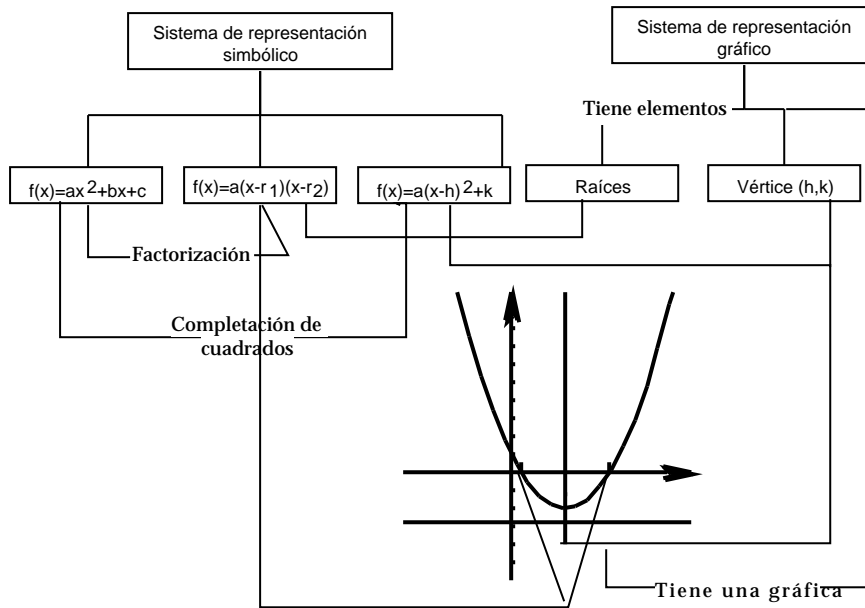 Sistema de representación
simbólico
Sistema de representación
gráfico
Tiene elementos
f(x)=ax2+bx+c
f(x)=a(x-r1)(x-r2)
f(x)=a(x-h)2+k
Raíces
Vértice (h,k)
Factorización
Completación de
cuadrados
Tiene una gráfica